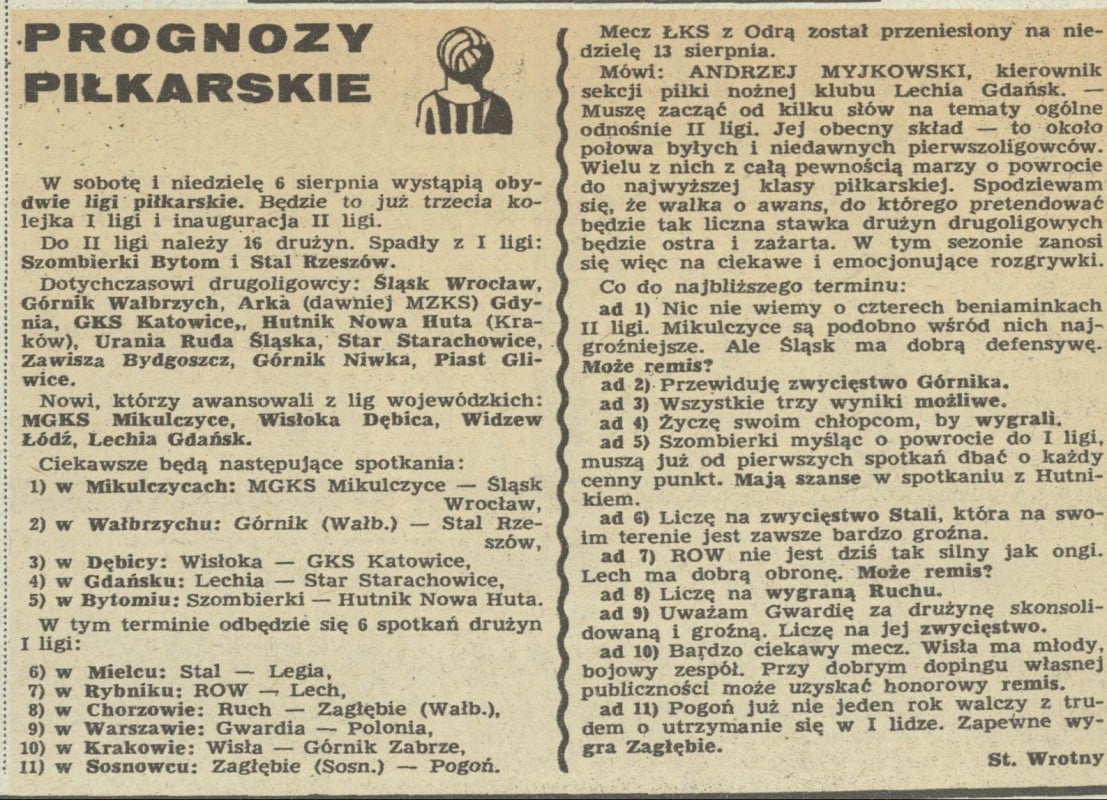 PROGNOZY
PIŁKARSKIE
W sobotę i niedzielę 6 sierpnia wystąpią oby-
dwie ligi piłkarskie. Będzie to już trzecia ko-
lejka I ligi i inauguracja II ligi.
Do II ligi należy 16 drużyn. Spadły z I ligi:
Szombierki Bytom i Stal Rzeszów.
Dotychczasowi drugoligowcy: Śląsk Wrocław,
Górnik Wałbrzych, Arka (dawniej MZKS) Gdy-
nia, GKS Katowice,, Hutnik Nowa Huta (Kra-
ków), Urania Ruda Śląska, Star Starachowice,
Zawisza Bydgoszcz, Górnik Niwka, Piast Gli-
wice.
Nowi, którzy awansowali z lig wojewódzkich:
MGKS Mikulczyce, Wisłoka Dębica, Widzew
Łódź, Lechia Gdańsk.
Ciekawsze będą następujące spotkania:
1) w Mikulczycach: MGKS Mikulczyce — Śląsk
Wrocław,
2) w Wałbrzychu: Górnik (Wałb.) — Stal Rze-
szów,
3) w Dębicy: Wisłoka — GKS Katowice,
4) w Gdańsku: Lechia — Star Starachowice,
5) w Bytomiu: Szombierki — Hutnik Nowa Huta.
W tym terminie odbędzie się 6 spotkań drużyn
I ligi:
6) w Mielcu: Stal — Legia,
7) w Rybniku: ROW — Lech,
8) w Chorzowie: Ruch — Zagłębie (Wałb.),
9) w Warszawie: Gwardia — Polonia,
10) w Krakowie: Wisła — Górnik Zabrze,
11) w Sosnowcu: Zagłębie (Sosn.) — Pogoń.
Mecz ŁKS z Odrą został przeniesiony na nie-
dzielę 13 sierpnia.
Mówi: ANDRZEJ MYJKOWSKI, kierownik
sekcji piłki nożnej klubu Lechia Gdańsk. —
Muszę zacząć od kilku słów na tematy ogólne
odnośnie II ligi. Jej obecny skład — to około
połowa byłych i niedawnych pierwszoligowców.
Wielu z nich z całą pewnością marzy o powrocie
do najwyższej klasy piłkarskiej. Spodziewam
się, że walka o awans, do którego pretendować
będzie tak liczna stawka drużyn drugoligowych
będzie ostra i zażarta. W tym sezonie zanosi
się więc na ciekawe i emocjonujące rozgrywki.
Co do najbliższego terminu:
ad 1) Nic nie wiemy o czterech beniaminkach
II ligi. Mikulczyce są podobno wśród nich naj-
groźniejsze. Ale Śląsk ma dobrą defensywę.
Może remis?
ad 2) Przewiduję zwycięstwo Górnika.
ad 3) Wszystkie trzy wyniki możliwe.
ad 4) Życzę swoim chłopcom, by wygrali.
ad 5) Szombierki myśląc o powrocie do I ligi,
muszą już od pierwszych spotkań dbać o każdy
cenny punkt. Mają szanse w spotkaniu z Hutni-
kiem.
ad 6) Liczę na zwycięstwo Stali, która na swo-
im terenie jest zawsze bardzo groźna.
ad 7) ROW nie jest dziś tak silny jak ongi.
Lech ma dobrą obronę. Może remis?
ad 8) Liczę na wygraną Ruchu.
ad 9) Uważam Gwardię za drużynę skonsoli-
dowaną i groźną. Liczę na jej zwycięstwo.
ad 10) Bardzo ciekawy mecz. Wisła ma młody,
bojowy zespół. Przy dobrym dopingu własnej
publiczności może uzyskać honorowy remis.
ad 11) Pogoń już nie jeden rok walczy z tru-
dem o utrzymanie się w I lidze. Zapewne wy-
gra Zagłębie.
St. Wrotny